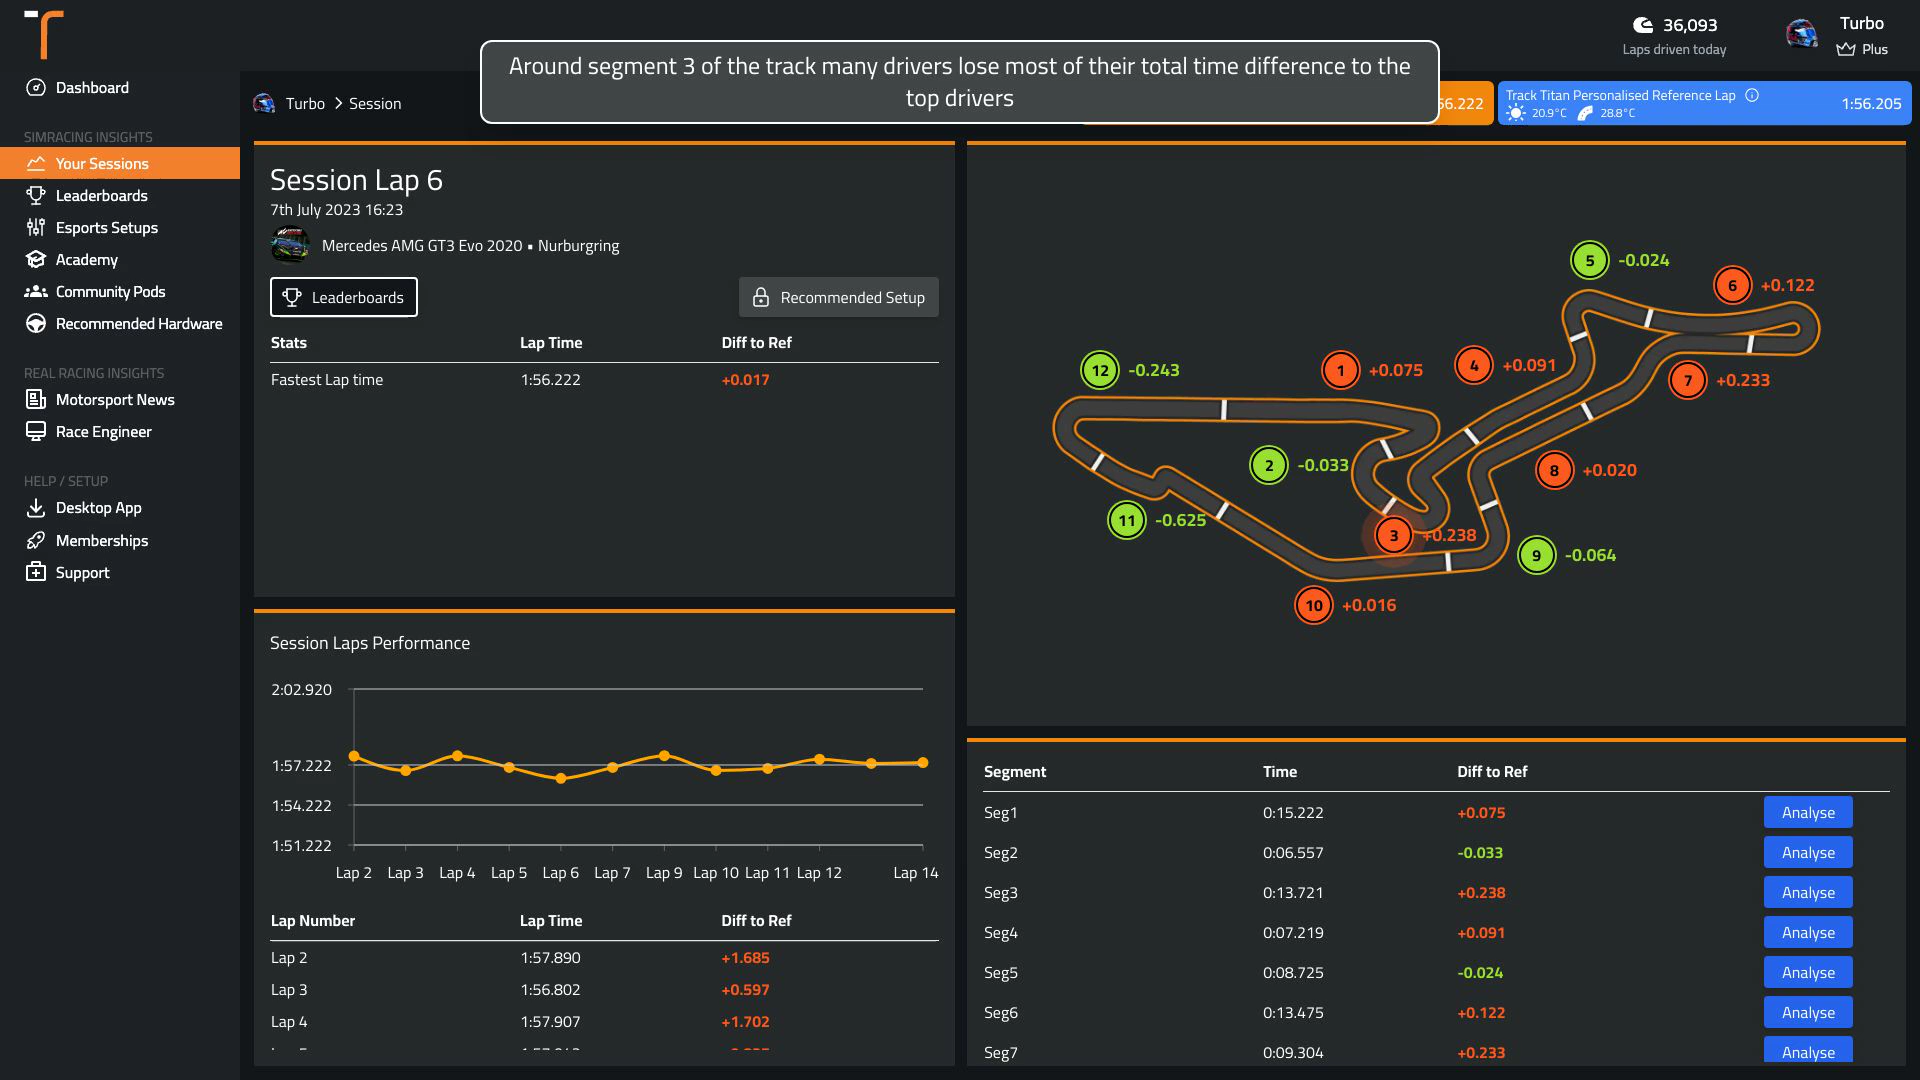 36,093
Laps driven today
Turbo
Plus
Around segment 3 of the track many drivers lose most of their total time difference to the
top drivers
Dashboard
SIMRACING INSIGHTS
Your Sessions
Leaderboards
Esports Setups
Academy
Community Pods
Recommended Hardware
REAL RACING INSIGHTS
Motorsport News
Race Engineer
HELP / SETUP
Desktop App
Memberships
Support
Turbo > Session
56.222
Track Titan Personalised Reference Lap
20.9°C 28.8°C
1:56.205
Session Lap 6
7th July 2023 16:23
Mercedes AMG GT3 Evo 2020 • Nurburgring
Leaderboards
Recommended Setup
Stats Lap Time Diff to Ref
Fastest Lap time 1:56.222 +0.017
5 -0.024
6 +0.122
12 -0.243
1 +0.075
4 +0.091
7 +0.233
2 -0.033
8 +0.020
11 -0.625
3 +0.238
9 -0.064
10 +0.016
Session Laps Performance
2:02.920
1:57.222
1:54.222
1:51.222
Lap 2 Lap 3 Lap 4 Lap 5 Lap 6 Lap 7 Lap 9 Lap 10 Lap 11 Lap 12 Lap 14
Lap Number Lap Time Diff to Ref
Lap 2 1:57.890 +1.685
Lap 3 1:56.802 +0.597
Lap 4 1:57.907 +1.702
Segment Time Diff to Ref
Seg1 0:15.222 +0.075 Analyse
Seg2 0:06.557 -0.033 Analyse
Seg3 0:13.721 +0.238 Analyse
Seg4 0:07.219 +0.091 Analyse
Seg5 0:08.725 -0.024 Analyse
Seg6 0:13.475 +0.122 Analyse
Seg7 0:09.304 +0.233 Analyse